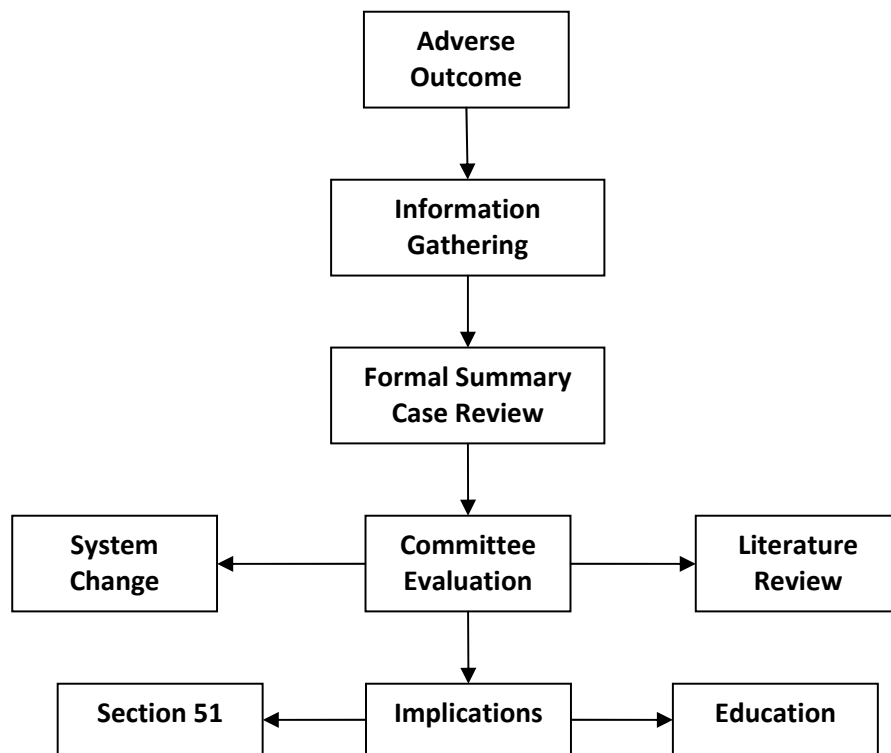 Adverse
Outcome
Information
Gathering
Formal Summary
Case Review
System
Change
Committee
Evaluation
Literature
Review
Section 51
Implications
Education